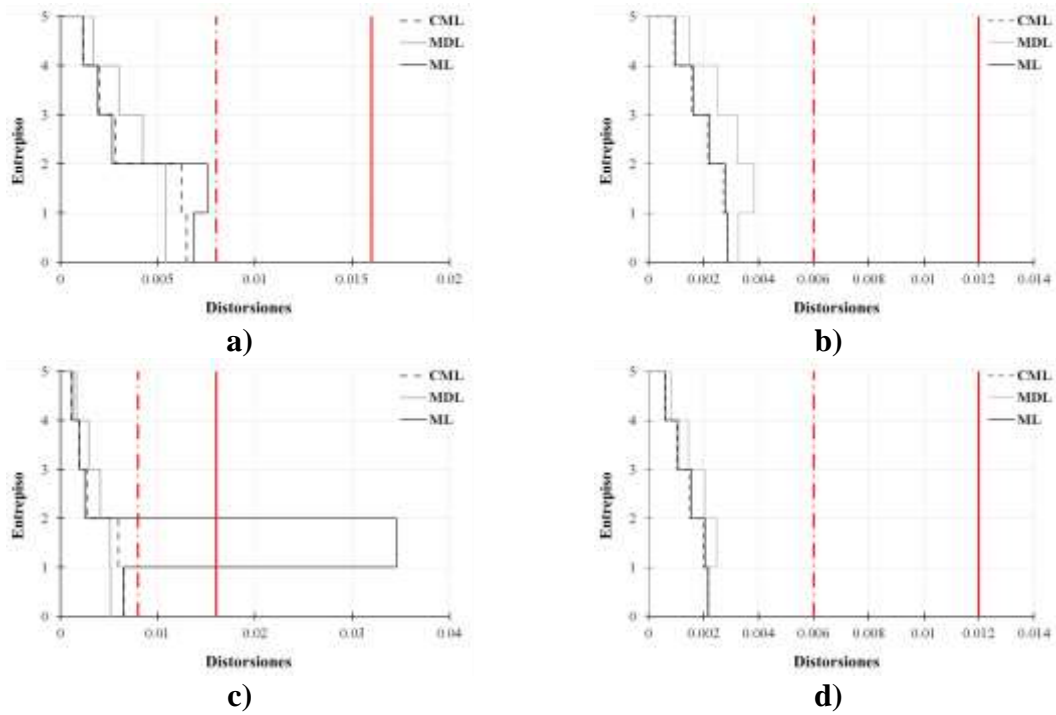 5
4
3
2
1
0
Entrepiso
0
0.005
0.01
0.015
0.02
Distorsiones
CML
MDL
ML
a)
5
4
3
2
1
0
Entrepiso
0
0.002
0.004
0.006
0.008
0.01
0.012
0.014
Distorsiones
CML
MDL
ML
b)
5
4
3
2
1
0
Entrepiso
0
0.01
0.02
0.03
0.04
Distorsiones
CML
MDL
ML
c)
5
4
3
2
1
0
Entrepiso
0
0.002
0.004
0.006
0.008
0.01
0.012
0.014
Distorsiones
CML
MDL
ML
d)